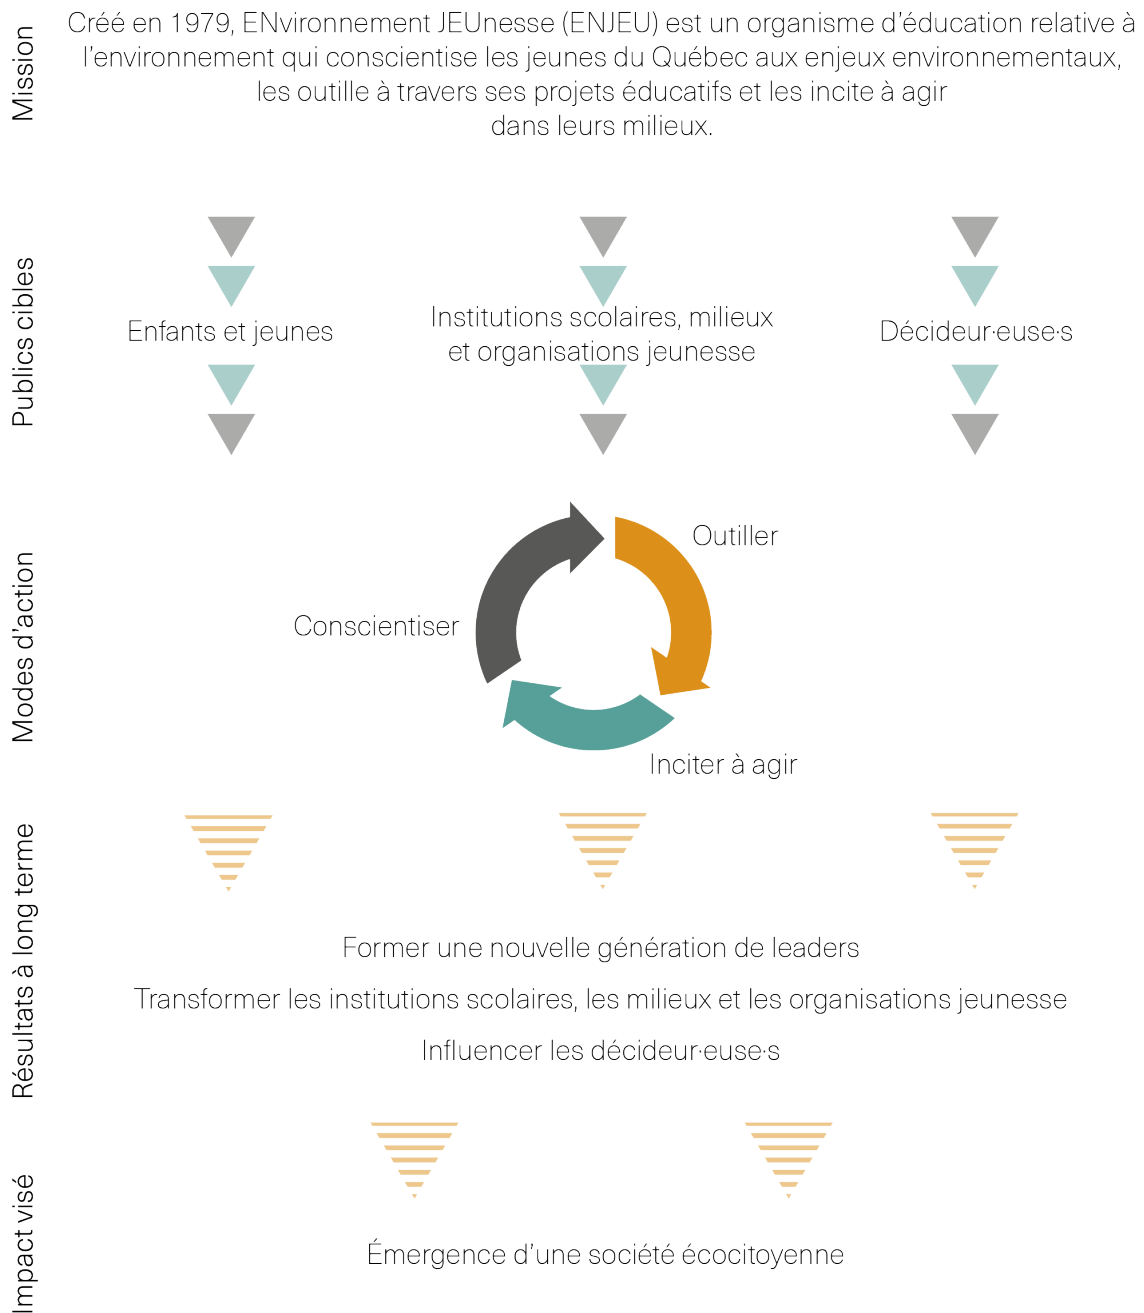 Mission
Créé en 1979, ENvironnement JEUnesse (ENJEU) est un organisme d’éducation relative à
l’environnement qui conscientise les jeunes du Québec aux enjeux environnementaux,
les outille à travers ses projets éducatifs et les incite à agir
dans leurs milieux.
Publics cibles
Enfants et jeunes
Institutions scolaires, milieux
et organisations jeunesse
Décideur·euse·s
Modes d’action
Outiller
Conscientiser
Inciter à agir
Résultats à long terme
Former une nouvelle génération de leaders
Transformer les institutions scolaires, les milieux et les organisations jeunesse
Influencer les décideur·euse·s
Impact visé
Émergence d’une société écocitoyenne